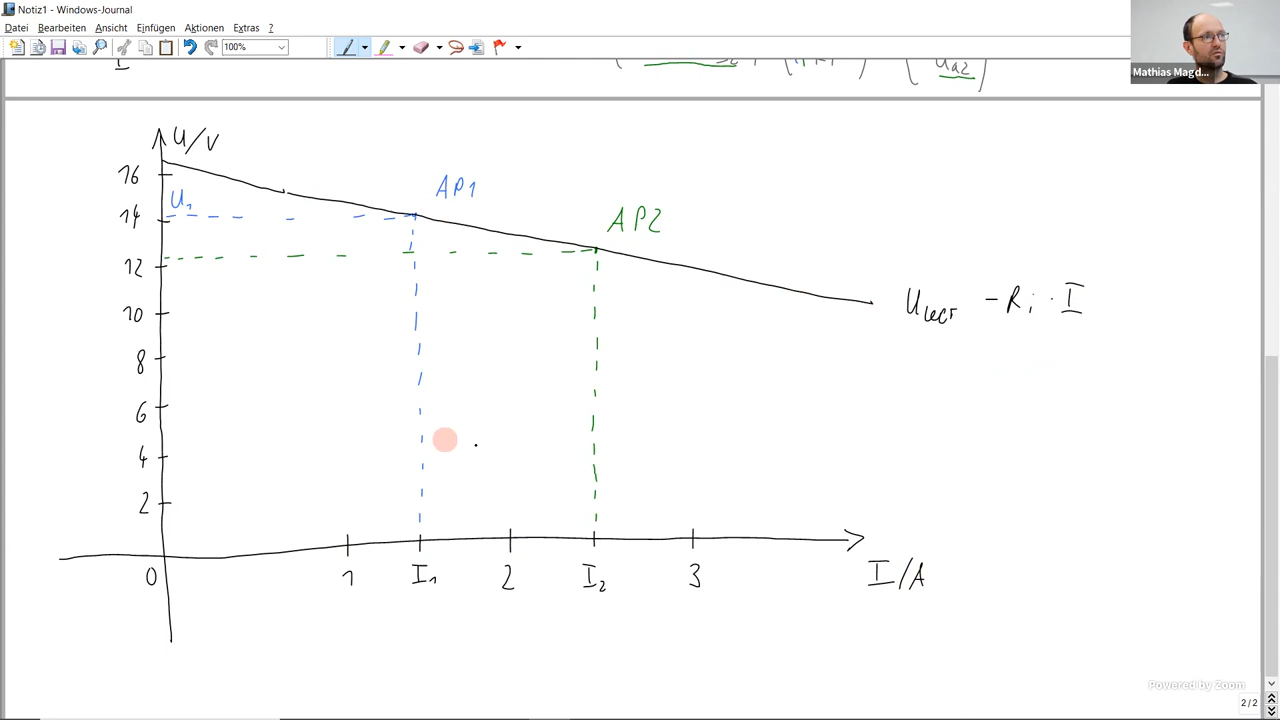 Notiz1 - Windows-Journal
Datei Bearbeiten Ansicht Einfügen Aktionen Extras ?
100%
Mathias Magd...
I
ua2
U/V
16
U1
AP1
14
AP2
12
10
-Ri · I
8
6
4
2
0
1
I1
2
I2
3
I/A
Powered by Zoom
2/2